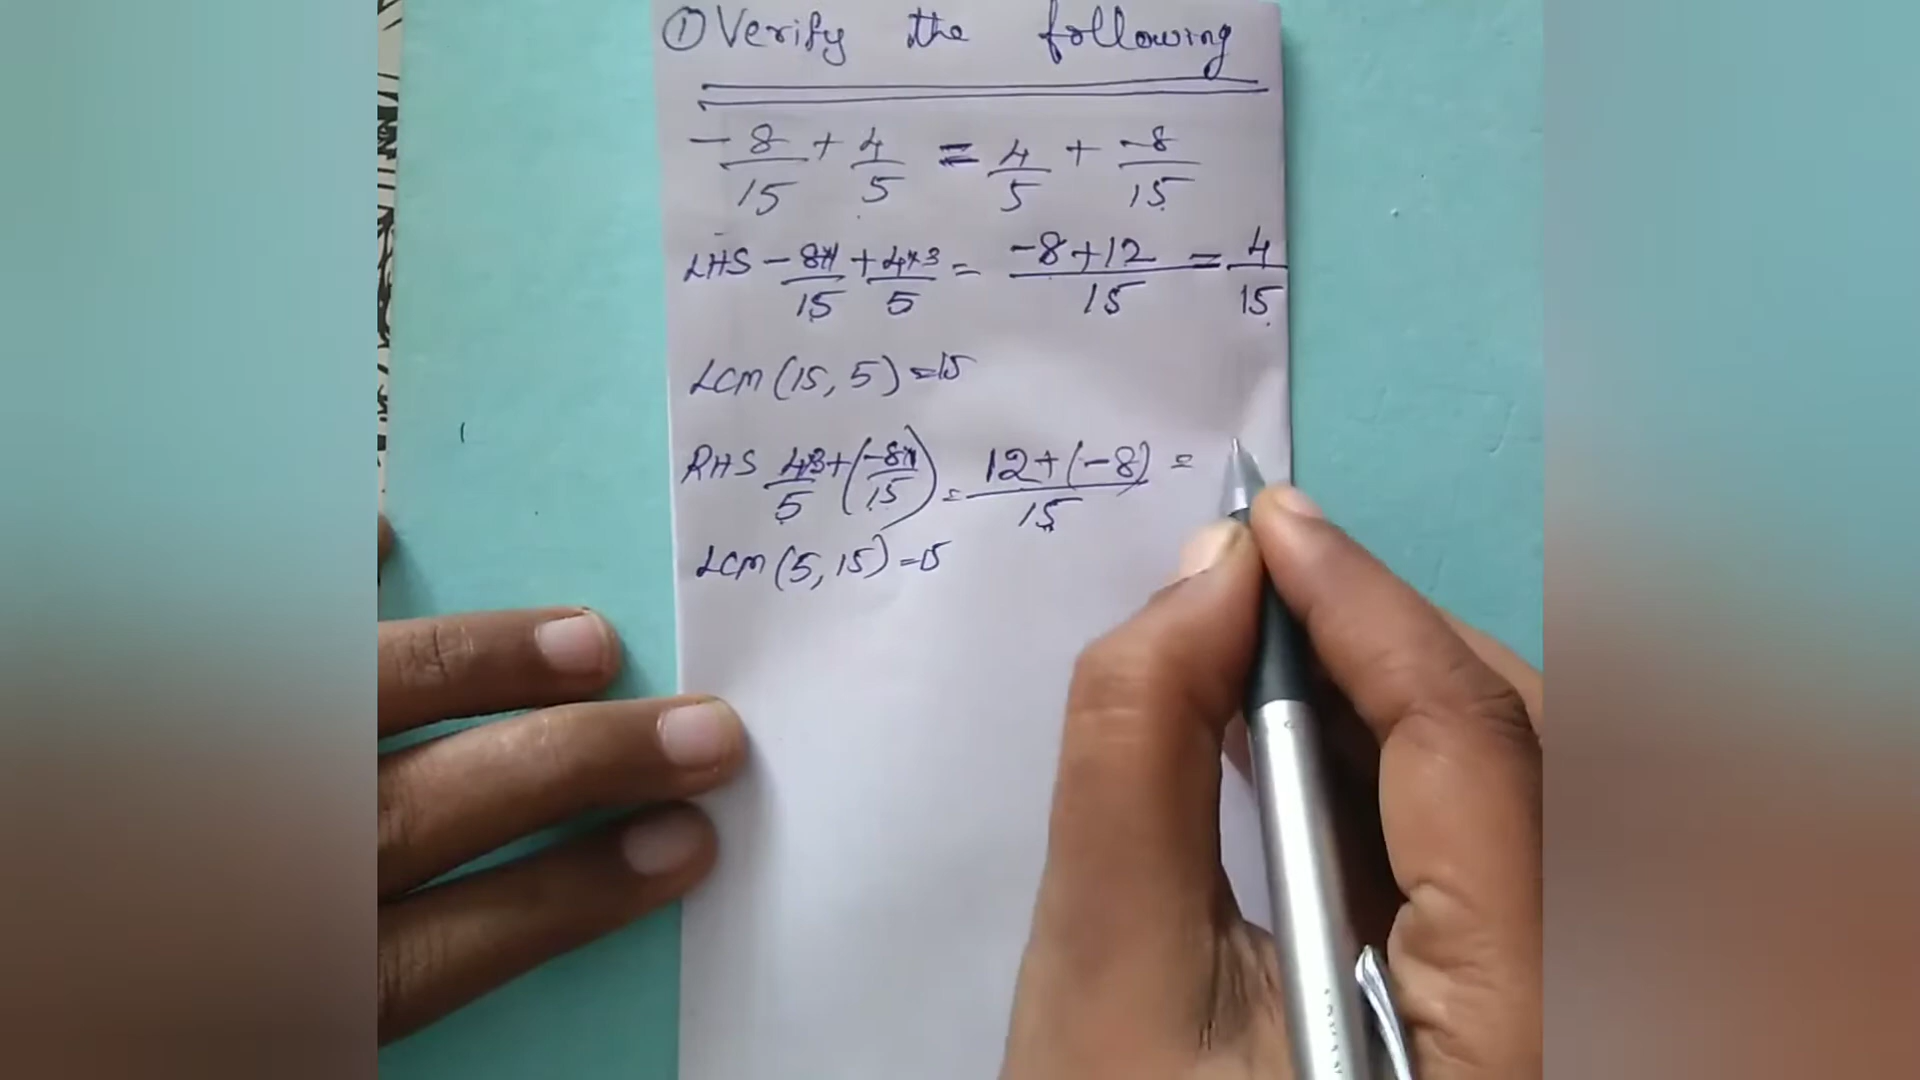 ① Verify the following
-8/15 + 4/5 = 4/5 + -8/15
LHS -8×1/15 + 4×3/5 = -8+12/15 = 4/15
LCM (15, 5) = 15
RHS 4×3/5 + (-8×1/15) = 12+(-8)/15 =
LCM (5, 15) = 15